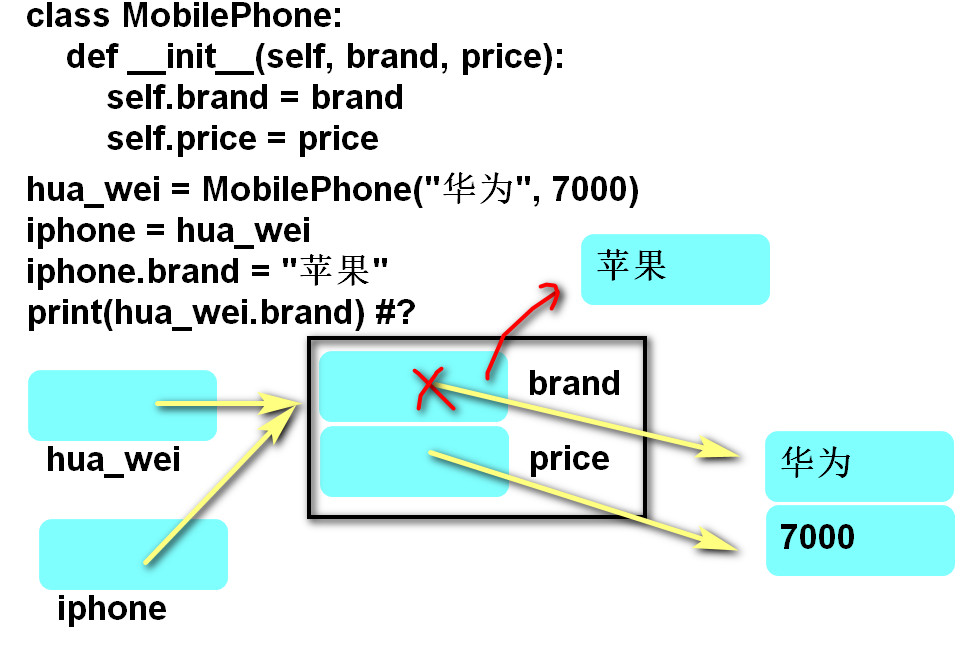 class MobilePhone:
    def __init__(self, brand, price):
        self.brand = brand
        self.price = price
hua_wei = MobilePhone("华为", 7000)
iphone = hua_wei
iphone.brand = "苹果"
print(hua_wei.brand) #?
苹果
brand
hua_wei
price
华为
7000
iphone